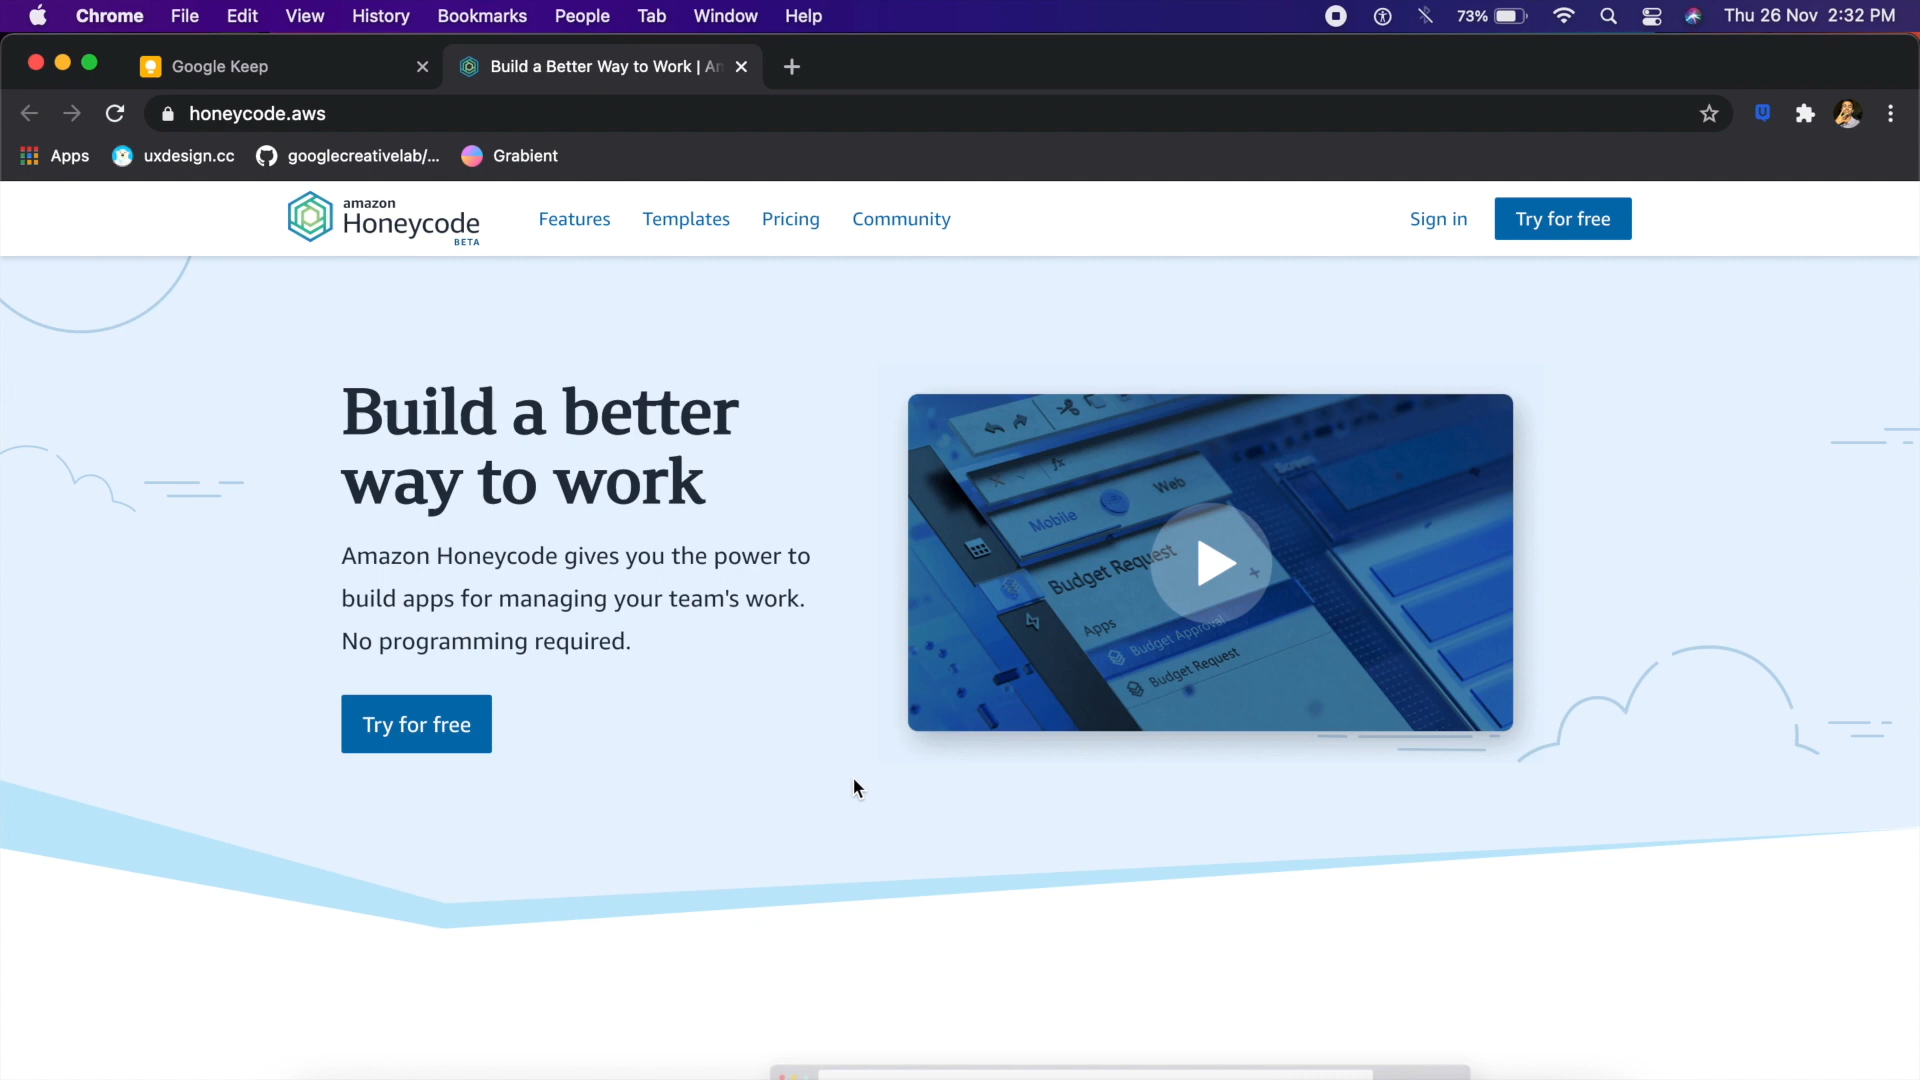 Chrome File Edit View History Bookmarks People Tab Window Help
73% Thu 26 Nov 2:32 PM
Google Keep
Build a Better Way to Work | Am
honeycode.aws
Apps uxdesign.cc googlecreativelab/... Grabient
amazon
Honeycode
BETA
Features Templates Pricing Community Sign in Try for free
Build a better
way to work
Amazon Honeycode gives you the power to
build apps for managing your team's work.
No programming required.
Try for free
fx
Mobile Web
Budget Request
Apps
Budget Approval
Budget Request